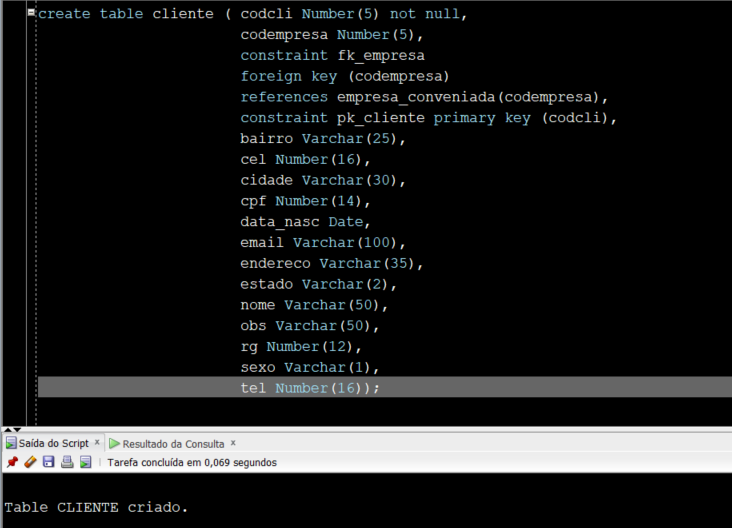 create table cliente ( codcli Number(5) not null,
codempresa Number(5),
constraint fk_empresa
foreign key (codempresa)
references empresa_conveniada(codempresa),
constraint pk_cliente primary key (codcli),
bairro Varchar(25),
cel Number(16),
cidade Varchar(30),
cpf Number(14),
data_nasc Date,
email Varchar(100),
endereco Varchar(35),
estado Varchar(2),
nome Varchar(50),
obs Varchar(50),
rg Number(12),
sexo Varchar(1),
tel Number(16));
Saída do Script x Resultado da Consulta x
Tarefa concluída em 0,069 segundos
Table CLIENTE criado.